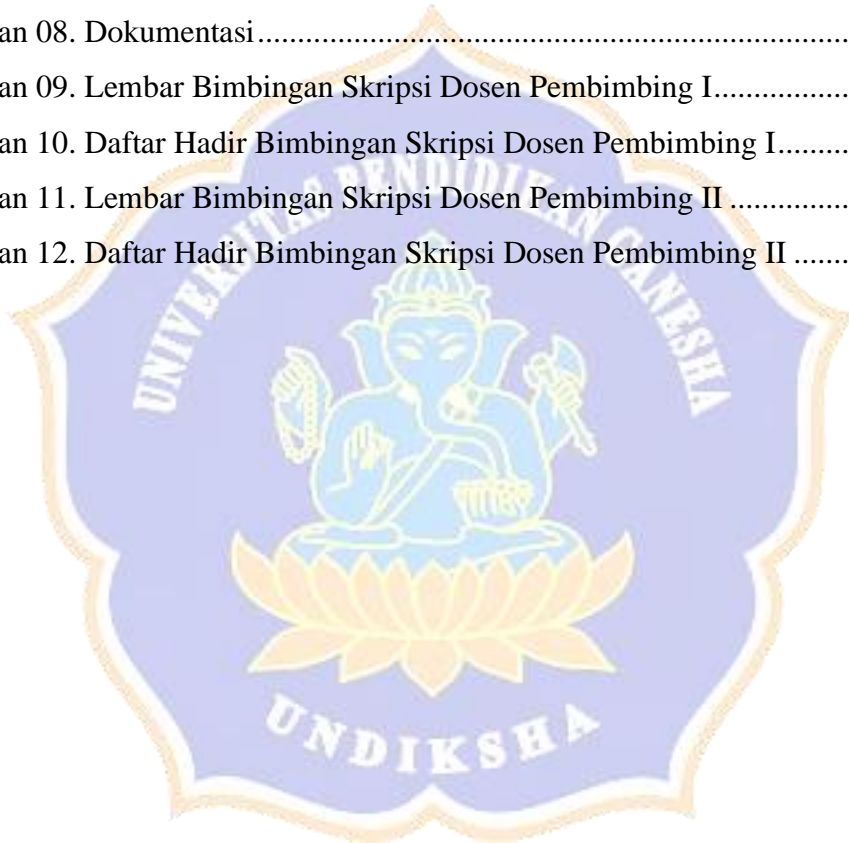 an 08. Dokumentasi........................................................................
an 09. Lembar Bimbingan Skripsi Dosen Pembimbing I.................
an 10. Daftar Hadir Bimbingan Skripsi Dosen Pembimbing I.........
an 11. Lembar Bimbingan Skripsi Dosen Pembimbing II ...............
an 12. Daftar Hadir Bimbingan Skripsi Dosen Pembimbing II .......
UNIVERSITAS PENDIDIKAN GANESHA
UNDIKSHA